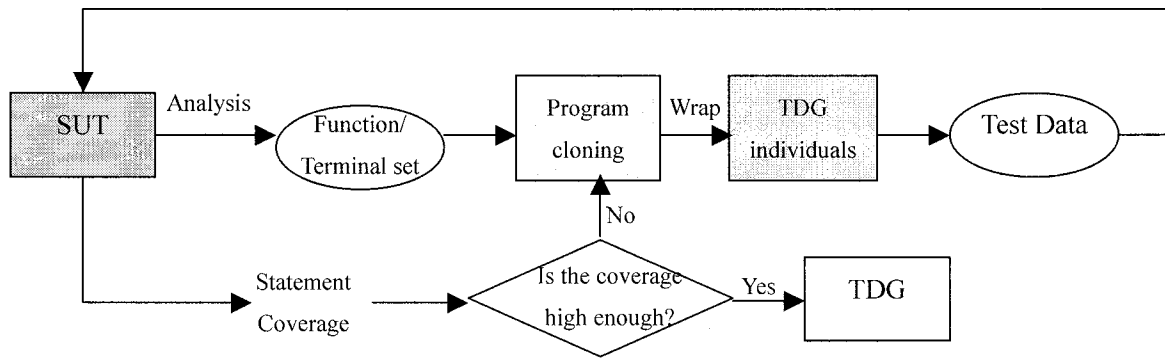 SUT
Analysis
Function/
Terminal set
Program
cloning
Wrap
TDG
individuals
Test Data
No
Statement
Coverage
Is the coverage
high enough?
Yes
TDG